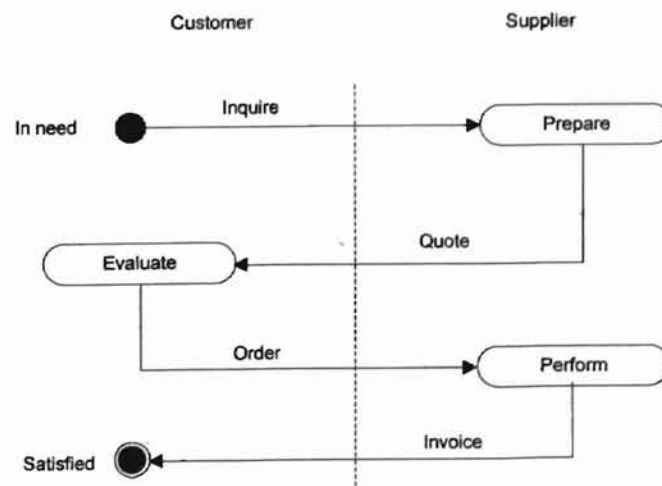 Customer
Supplier
Inquire
In need
Prepare
Quote
Evaluate
Order
Perform
Invoice
Satisfied